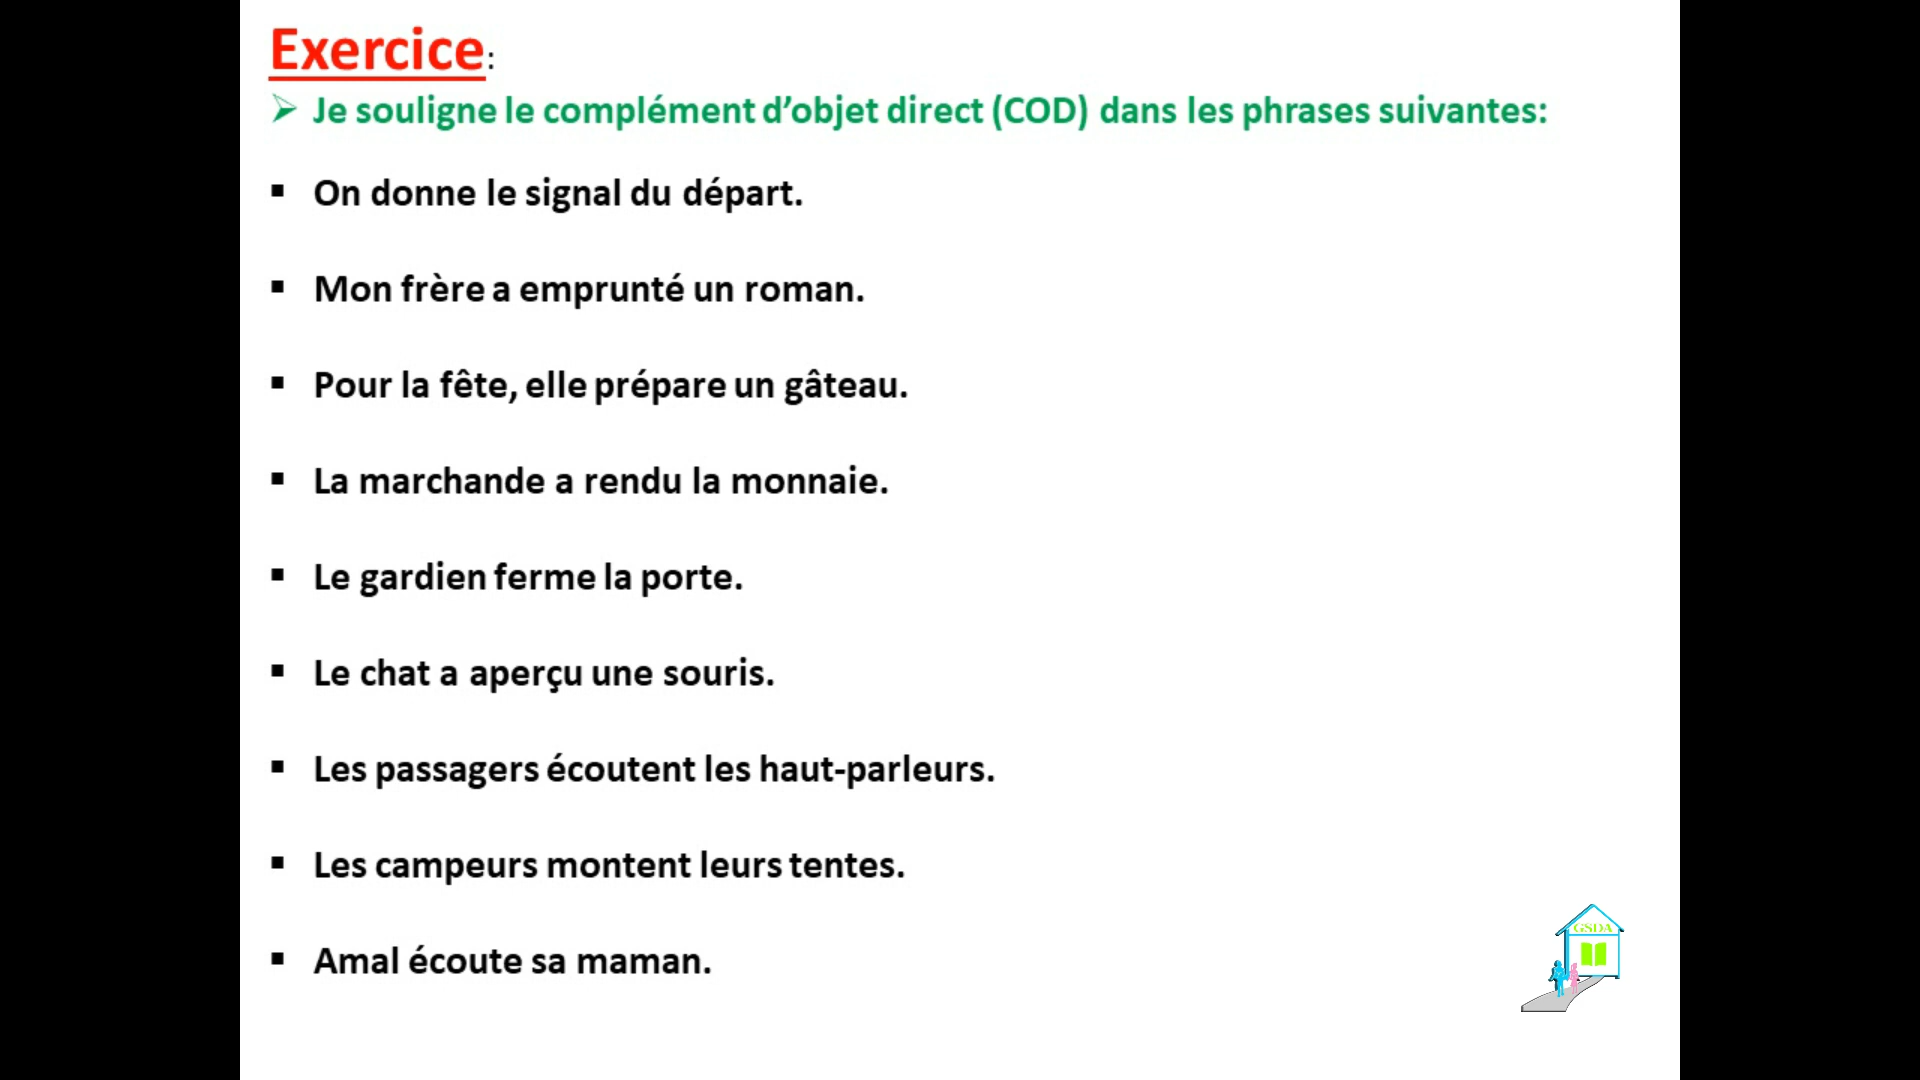 Exercice:
➢ Je souligne le complément d’objet direct (COD) dans les phrases suivantes:
▪ On donne le signal du départ.
▪ Mon frère a emprunté un roman.
▪ Pour la fête, elle prépare un gâteau.
▪ La marchande a rendu la monnaie.
▪ Le gardien ferme la porte.
▪ Le chat a aperçu une souris.
▪ Les passagers écoutent les haut-parleurs.
▪ Les campeurs montent leurs tentes.
▪ Amal écoute sa maman.
GSDA